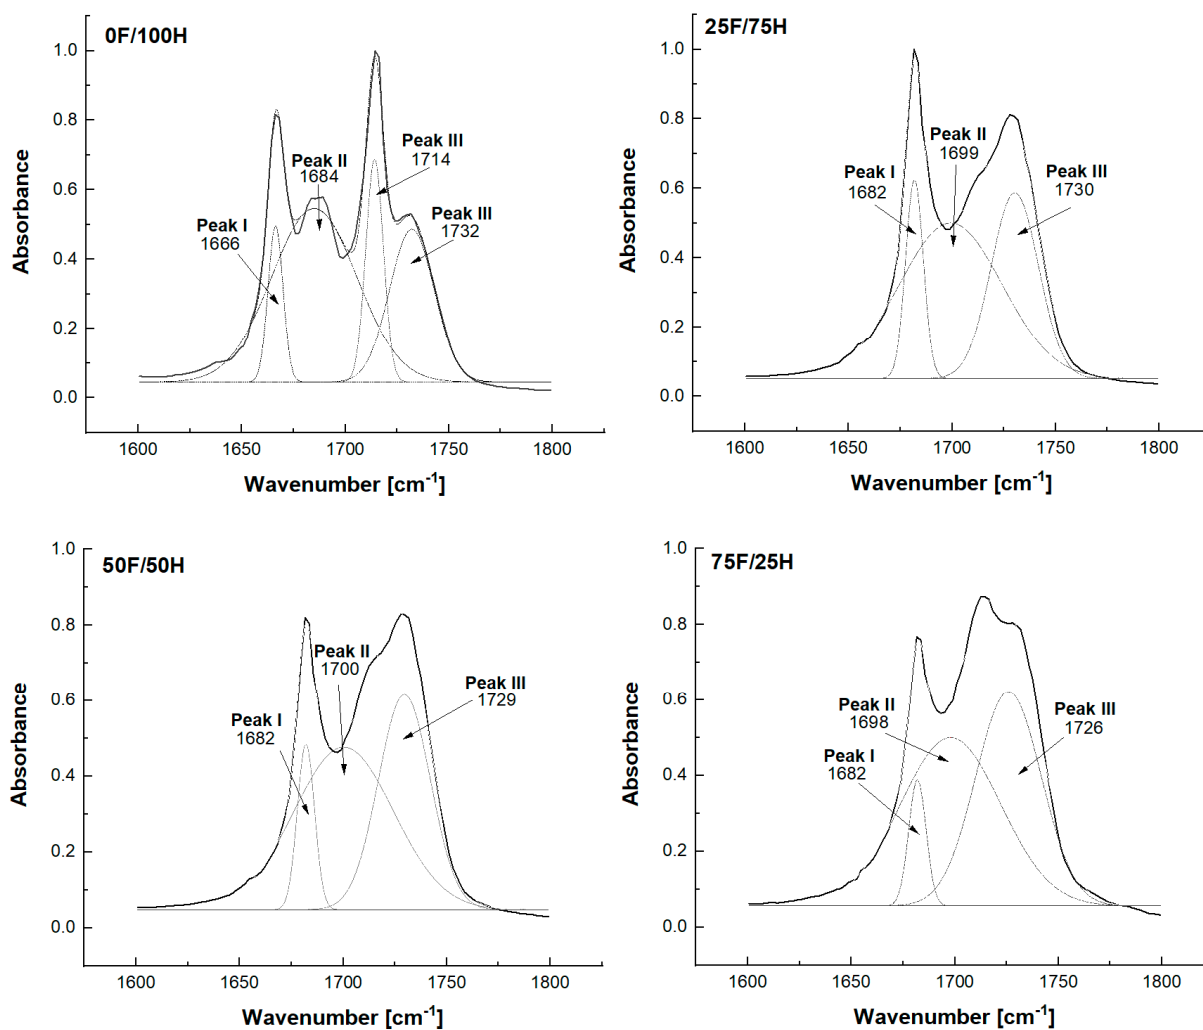 0F/100H
1.0
0.8
0.6
0.4
0.2
0.0
Absorbance
Peak I
1666
Peak II
1684
Peak III
1714
Peak III
1732
1600
1650
1700
1750
1800
Wavenumber [cm⁻¹]
25F/75H
1.0
0.8
0.6
0.4
0.2
0.0
Absorbance
Peak I
1682
Peak II
1699
Peak III
1730
1600
1650
1700
1750
1800
Wavenumber [cm⁻¹]
50F/50H
1.0
0.8
0.6
0.4
0.2
0.0
Absorbance
Peak I
1682
Peak II
1700
Peak III
1729
1600
1650
1700
1750
1800
Wavenumber [cm⁻¹]
75F/25H
1.0
0.8
0.6
0.4
0.2
0.0
Absorbance
Peak II
1698
Peak I
1682
Peak III
1726
1600
1650
1700
1750
1800
Wavenumber [cm⁻¹]